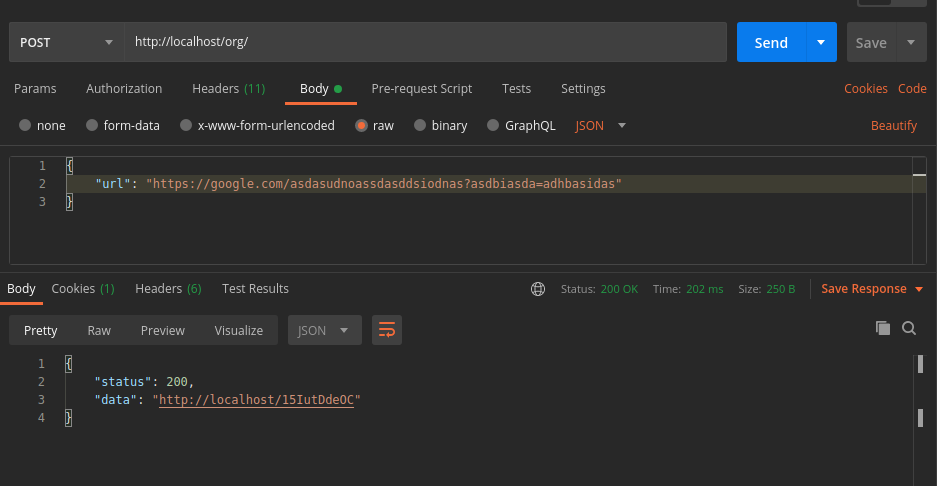 POST http://localhost/org/ Send Save
Params Authorization Headers (11) Body Pre-request Script Tests Settings Cookies Code
none form-data x-www-form-urlencoded raw binary GraphQL JSON Beautify
1 {
2 "url": "https://google.com/asdasudnoassdasddsiodnas?asdbiasda=adhbasidas"
3 }
Body Cookies (1) Headers (6) Test Results Status: 200 OK Time: 202 ms Size: 250 B Save Response
Pretty Raw Preview Visualize JSON
1 {
2 "status": 200,
3 "data": "http://localhost/15IutDdeOC"
4 }